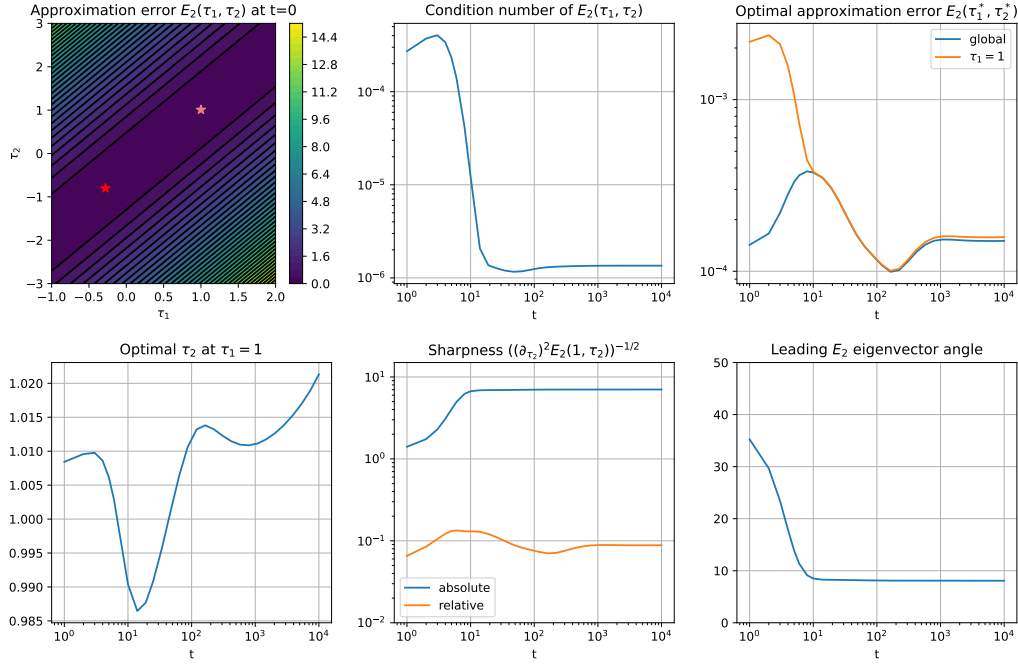 Approximation error E₂(τ₁, τ₂) at t=0
3
2
1
0
−1
−2
−3
τ₂
−1.0 −0.5 0.0 0.5 1.0 1.5 2.0
τ₁
14.4
12.8
11.2
9.6
8.0
6.4
4.8
3.2
1.6
0.0
Condition number of E₂(τ₁, τ₂)
10⁻⁴
10⁻⁵
10⁻⁶
10⁰ 10¹ 10² 10³ 10⁴
t
Optimal approximation error E₂(τ₁*, τ₂*)
global
τ₁ = 1
10⁻³
10⁻⁴
10⁰ 10¹ 10² 10³ 10⁴
t
Optimal τ₂ at τ₁ = 1
1.020
1.015
1.010
1.005
1.000
0.995
0.990
0.985
10⁰ 10¹ 10² 10³ 10⁴
t
Sharpness ((∂_τ₂)²E₂(1, τ₂))⁻¹/²
10¹
10⁰
10⁻¹
10⁻²
absolute
relative
10⁰ 10¹ 10² 10³ 10⁴
t
Leading E₂ eigenvector angle
50
40
30
20
10
0
10⁰ 10¹ 10² 10³ 10⁴
t